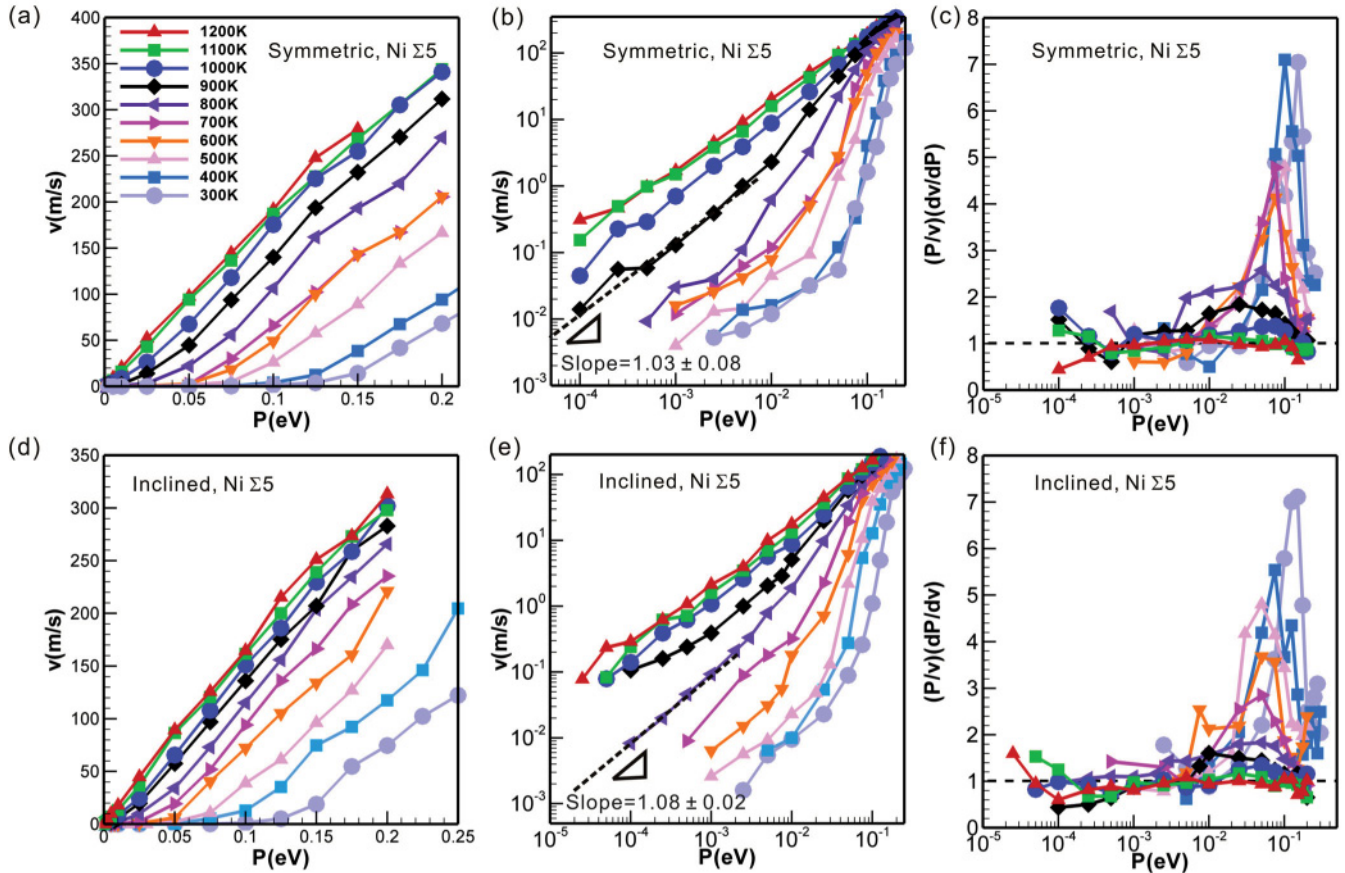 (a)
400
350
300
250
200
150
100
50
0
v(m/s)
1200K
1100K
1000K
900K
800K
700K
600K
500K
400K
300K
Symmetric, Ni Σ5
0
0.05
0.1
0.15
0.2
P(eV)
(b)
10²
10¹
10⁰
10⁻¹
10⁻²
10⁻³
v(m/s)
Symmetric, Ni Σ5
Slope=1.03 ± 0.08
10⁻⁴
10⁻³
10⁻²
10⁻¹
P(eV)
(c)
8
7
6
5
4
3
2
1
0
(P/v)(dv/dP)
Symmetric, Ni Σ5
10⁻⁵
10⁻⁴
10⁻³
10⁻²
10⁻¹
P(eV)
(d)
350
300
250
200
150
100
50
0
v(m/s)
Inclined, Ni Σ5
0
0.05
0.1
0.15
0.2
0.25
P(eV)
(e)
10²
10¹
10⁰
10⁻¹
10⁻²
10⁻³
v(m/s)
Inclined, Ni Σ5
Slope=1.08 ± 0.02
10⁻⁵
10⁻⁴
10⁻³
10⁻²
10⁻¹
P(eV)
(f)
8
7
6
5
4
3
2
1
0
(P/v)(dP/dv)
Inclined, Ni Σ5
10⁻⁵
10⁻⁴
10⁻³
10⁻²
10⁻¹
P(eV)